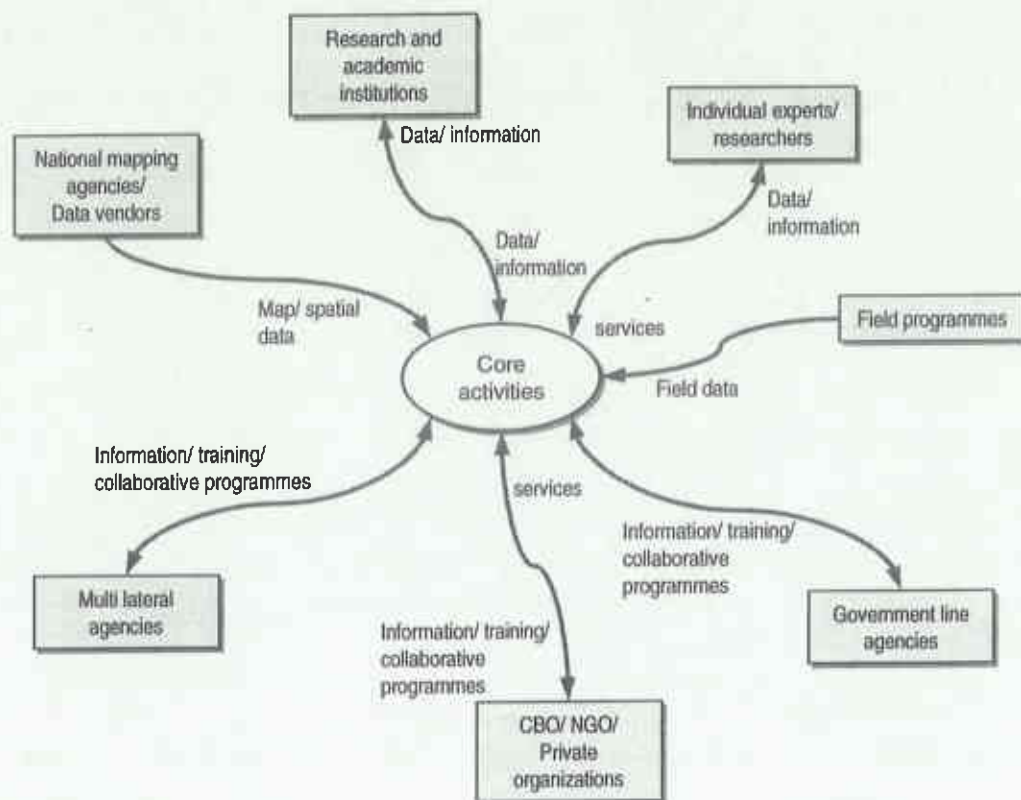 Research and
academic
institutions
Individual experts/
researchers
National mapping
agencies/
Data vendors
Data/ information
Data/
information
Data/
information
Map/ spatial
data
services
Field programmes
Core
activities
Field data
Information/ training/
collaborative programmes
services
Information/ training/
collaborative
programmes
Multi lateral
agencies
Government line
agencies
Information/ training/
collaborative
programmes
CBO/ NGO/
Private
organizations